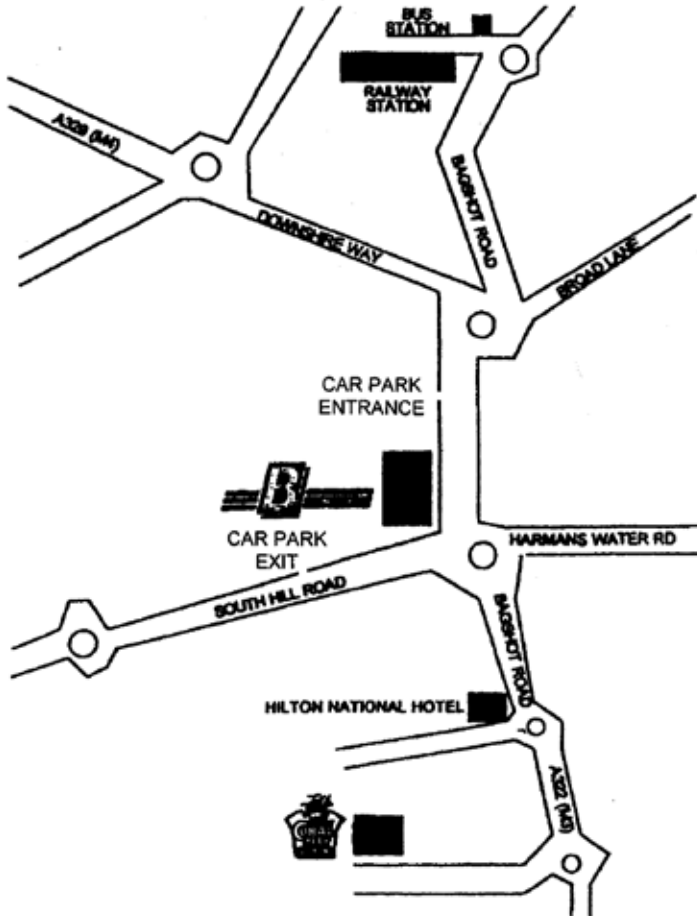 BUS
STATION
RAILWAY
STATION
A329 (M4)
BAGSHOT ROAD
DOWNSHIRE WAY
BROAD LANE
CAR PARK
ENTRANCE
B
HARMANS WATER RD
CAR PARK
EXIT
SOUTH HILL ROAD
BAGSHOT ROAD
HILTON NATIONAL HOTEL
A322 (M3)